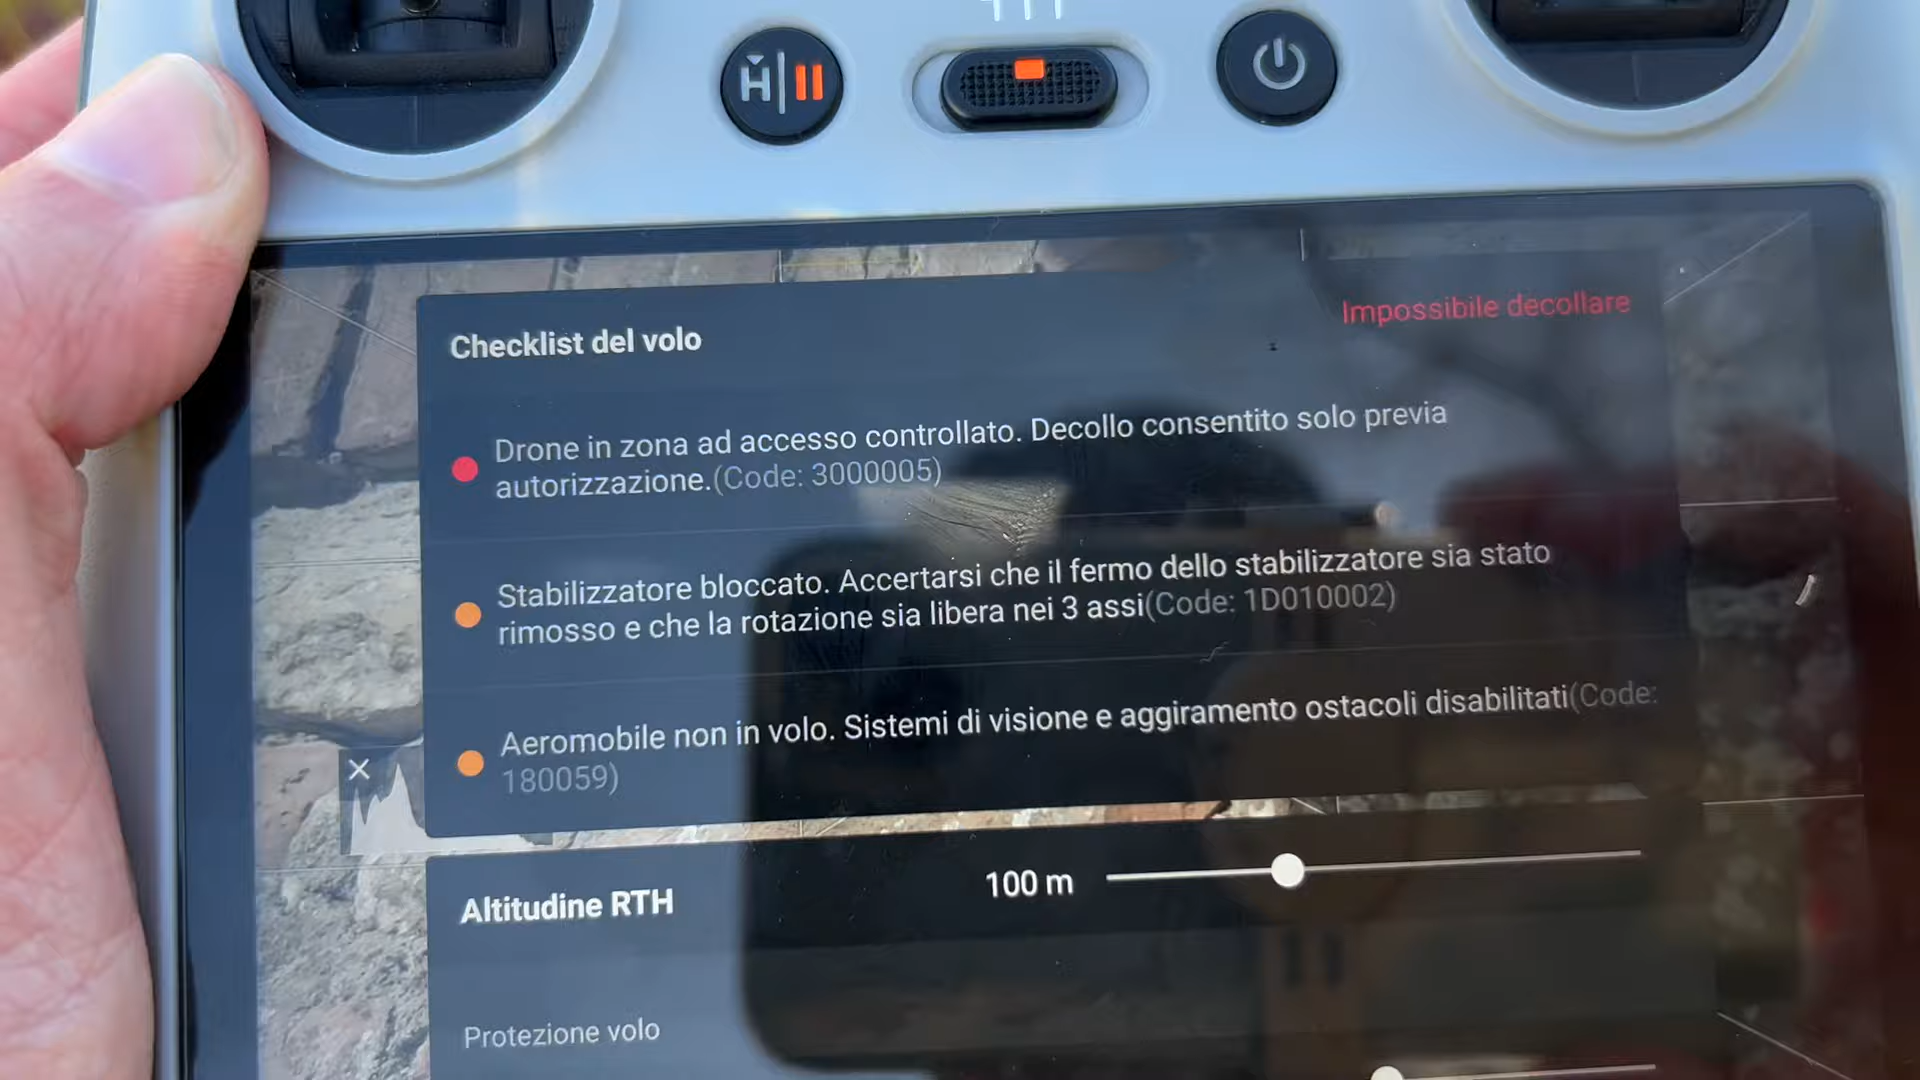 H
Impossibile decollare
Checklist del volo
Drone in zona ad accesso controllato. Decollo consentito solo previa
autorizzazione.(Code: 3000005)
Stabilizzatore bloccato. Accertarsi che il fermo dello stabilizzatore sia stato
rimosso e che la rotazione sia libera nei 3 assi(Code: 1D010002)
Aeromobile non in volo. Sistemi di visione e aggiramento ostacoli disabilitati(Code:
180059)
Altitudine RTH
100 m
Protezione volo